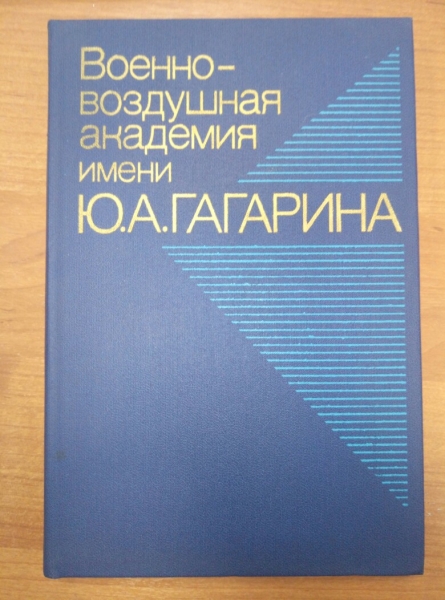 Военно-
воздушная
академия
имени
Ю.А.ГАГАРИНА